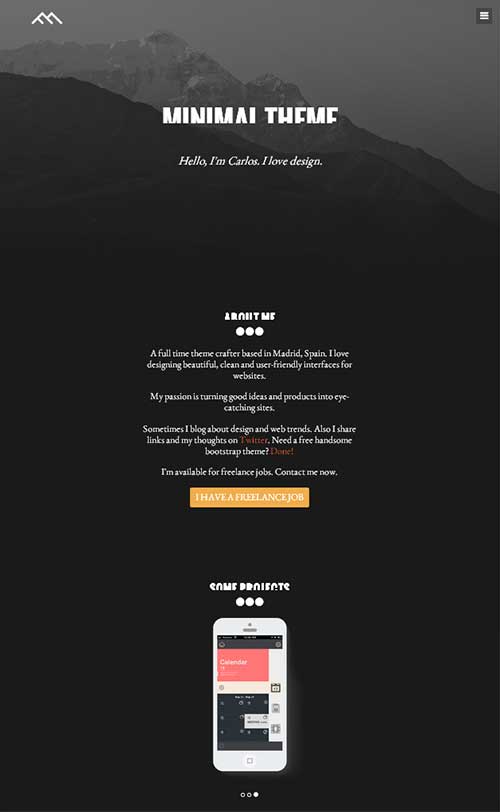 MINIMAL THEME
Hello, I'm Carlos. I love design.
ABOUT ME
A full time theme crafter based in Madrid, Spain. I love
designing beautiful, clean and user-friendly interfaces for
websites.
My passion is turning good ideas and products into eye-
catching sites.
Sometimes I blog about design and web trends. Also I share
links and my thoughts on Twitter. Need a free handsome
bootstrap theme? Done!
I'm available for freelance jobs. Contact me now.
I HAVE A FREELANCE JOB
SOME PROJECTS
Calendar